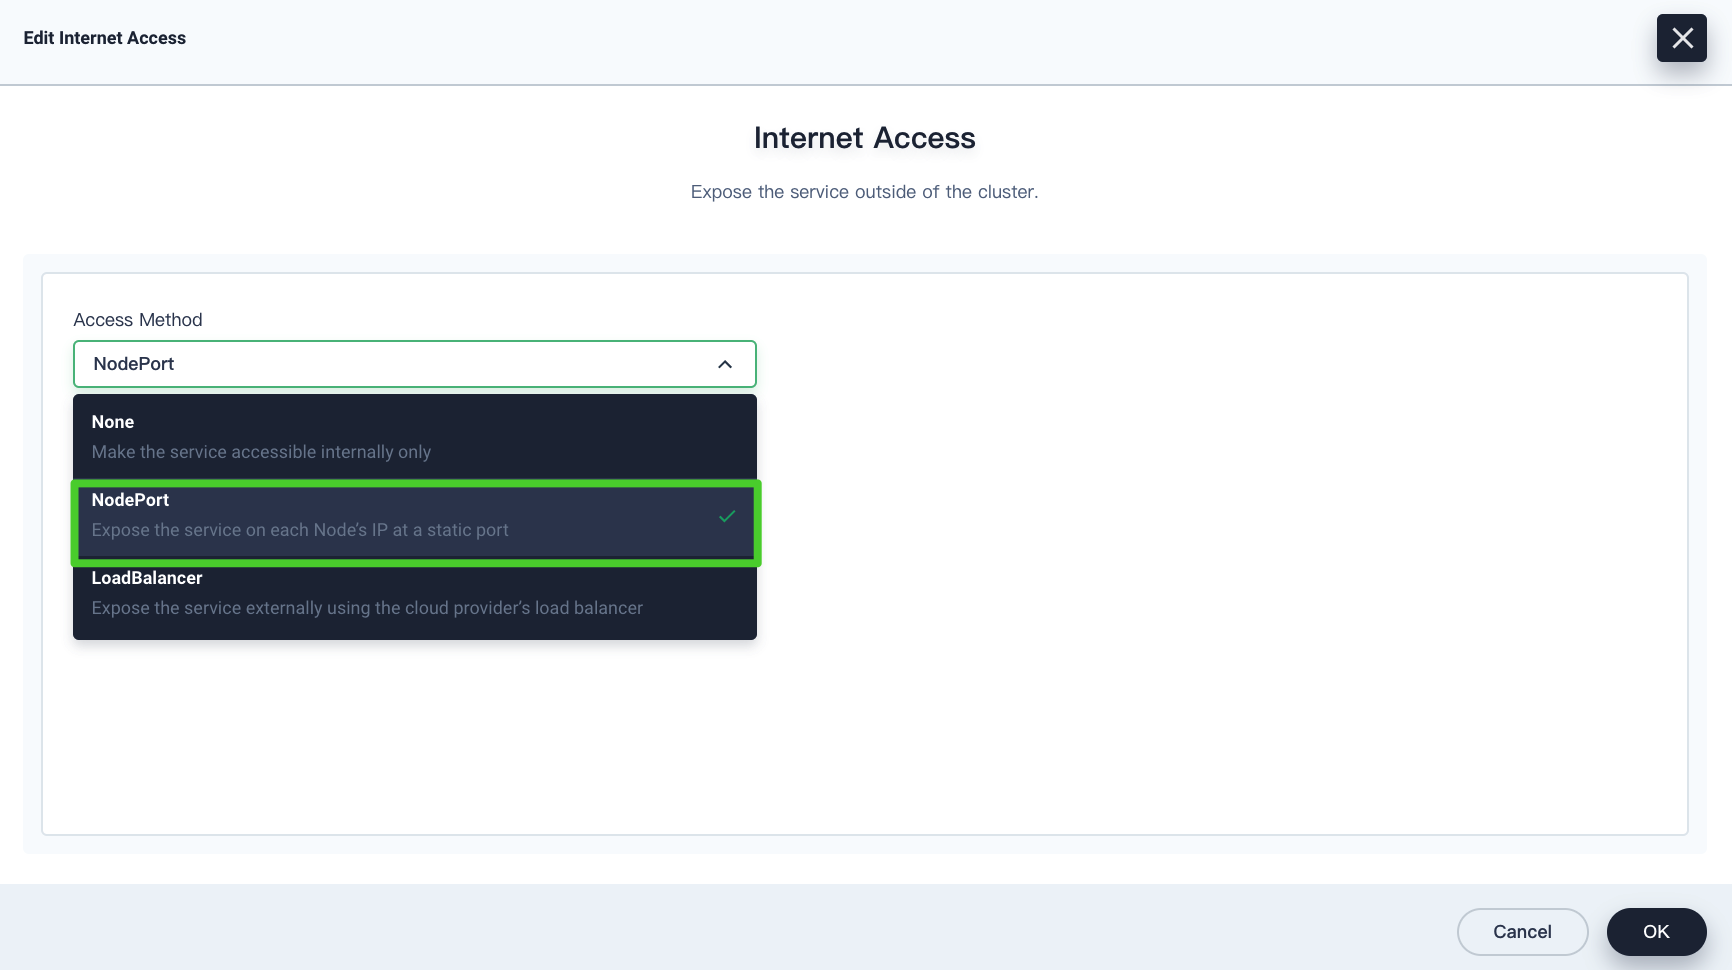 Edit Internet Access
Internet Access
Expose the service outside of the cluster.
Access Method
NodePort
None
Make the service accessible internally only
NodePort
Expose the service on each Node’s IP at a static port
LoadBalancer
Expose the service externally using the cloud provider’s load balancer
Cancel
OK